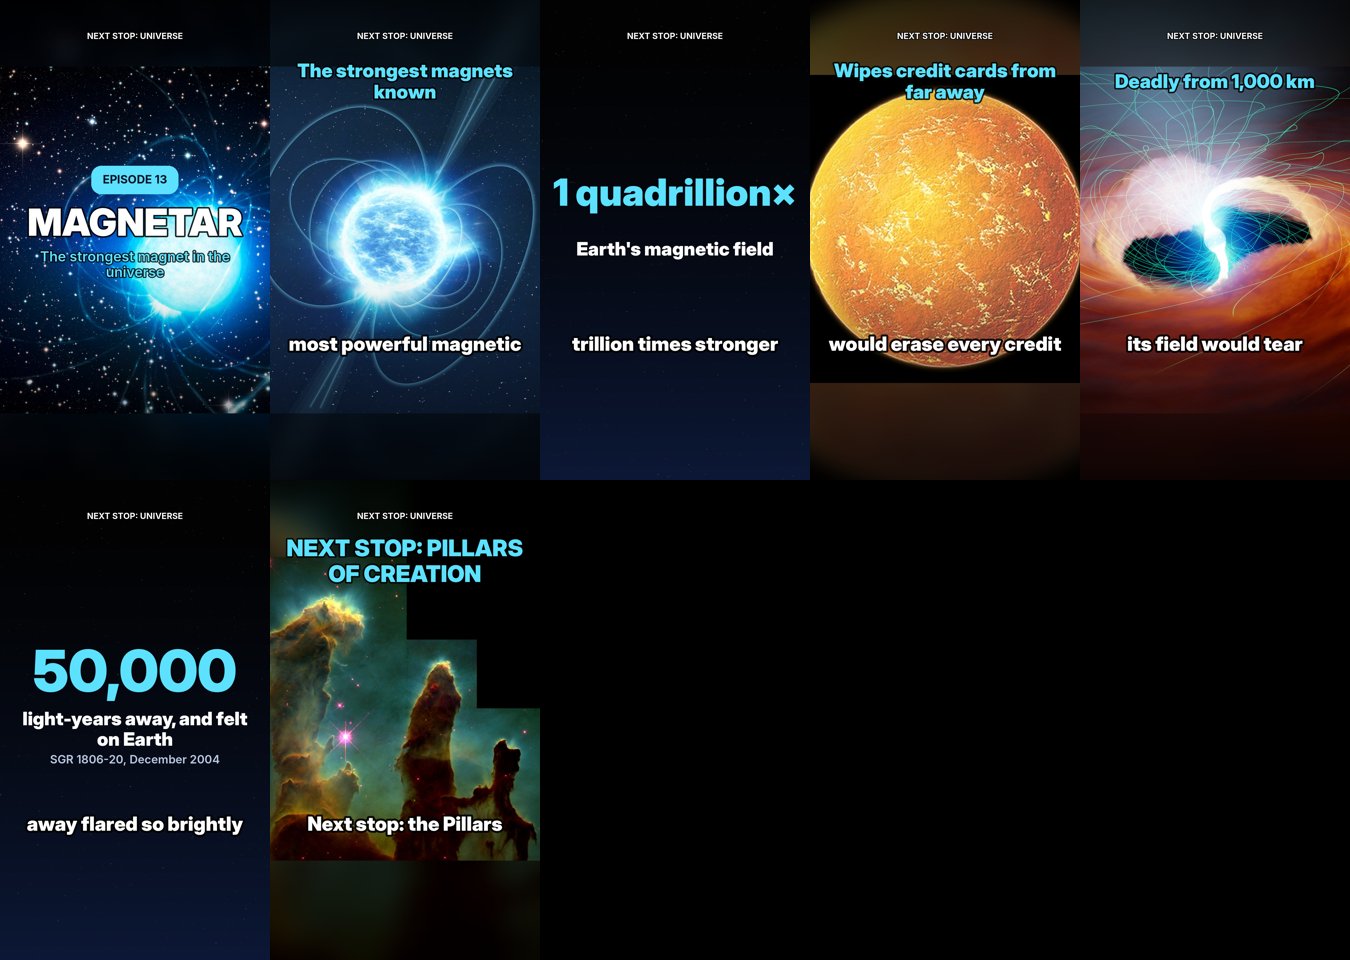 NEXT STOP: UNIVERSE
EPISODE 13
MAGNETAR
The strongest magnet in the
universe
NEXT STOP: UNIVERSE
The strongest magnets
known
most powerful magnetic
NEXT STOP: UNIVERSE
1 quadrillion×
Earth's magnetic field
trillion times stronger
NEXT STOP: UNIVERSE
Wipes credit cards from
far away
would erase every credit
NEXT STOP: UNIVERSE
Deadly from 1,000 km
its field would tear
NEXT STOP: UNIVERSE
50,000
light-years away, and felt
on Earth
SGR 1806-20, December 2004
away flared so brightly
NEXT STOP: UNIVERSE
NEXT STOP: PILLARS
OF CREATION
Next stop: the Pillars